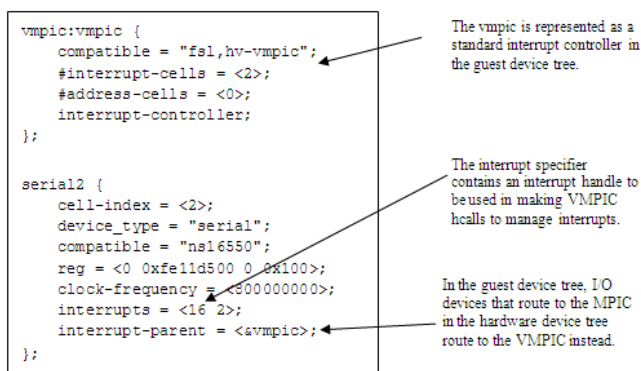 vmpic:vmpic {
compatible = "fsl,hv-vmpic";
#interrupt-cells = <2>;
#address-cells = <0>;
interrupt-controller;
};
serial2 {
cell-index = <2>;
device_type = "serial";
compatible = "ns16550";
reg = <0 0xfe11d500 0 0x100>;
clock-frequency = <800000000>;
interrupts = <16 2>;
interrupt-parent = <&vmpic>;
};
The vmpic is represented as a
standard interrupt controller in
the guest device tree.
The interrupt specifier
contains an interrupt handle to
be used in making VMPIC
hcalls to manage interrupts.
In the guest device tree, I/O
devices that route to the MPIC
in the hardware device tree
route to the VMPIC instead.